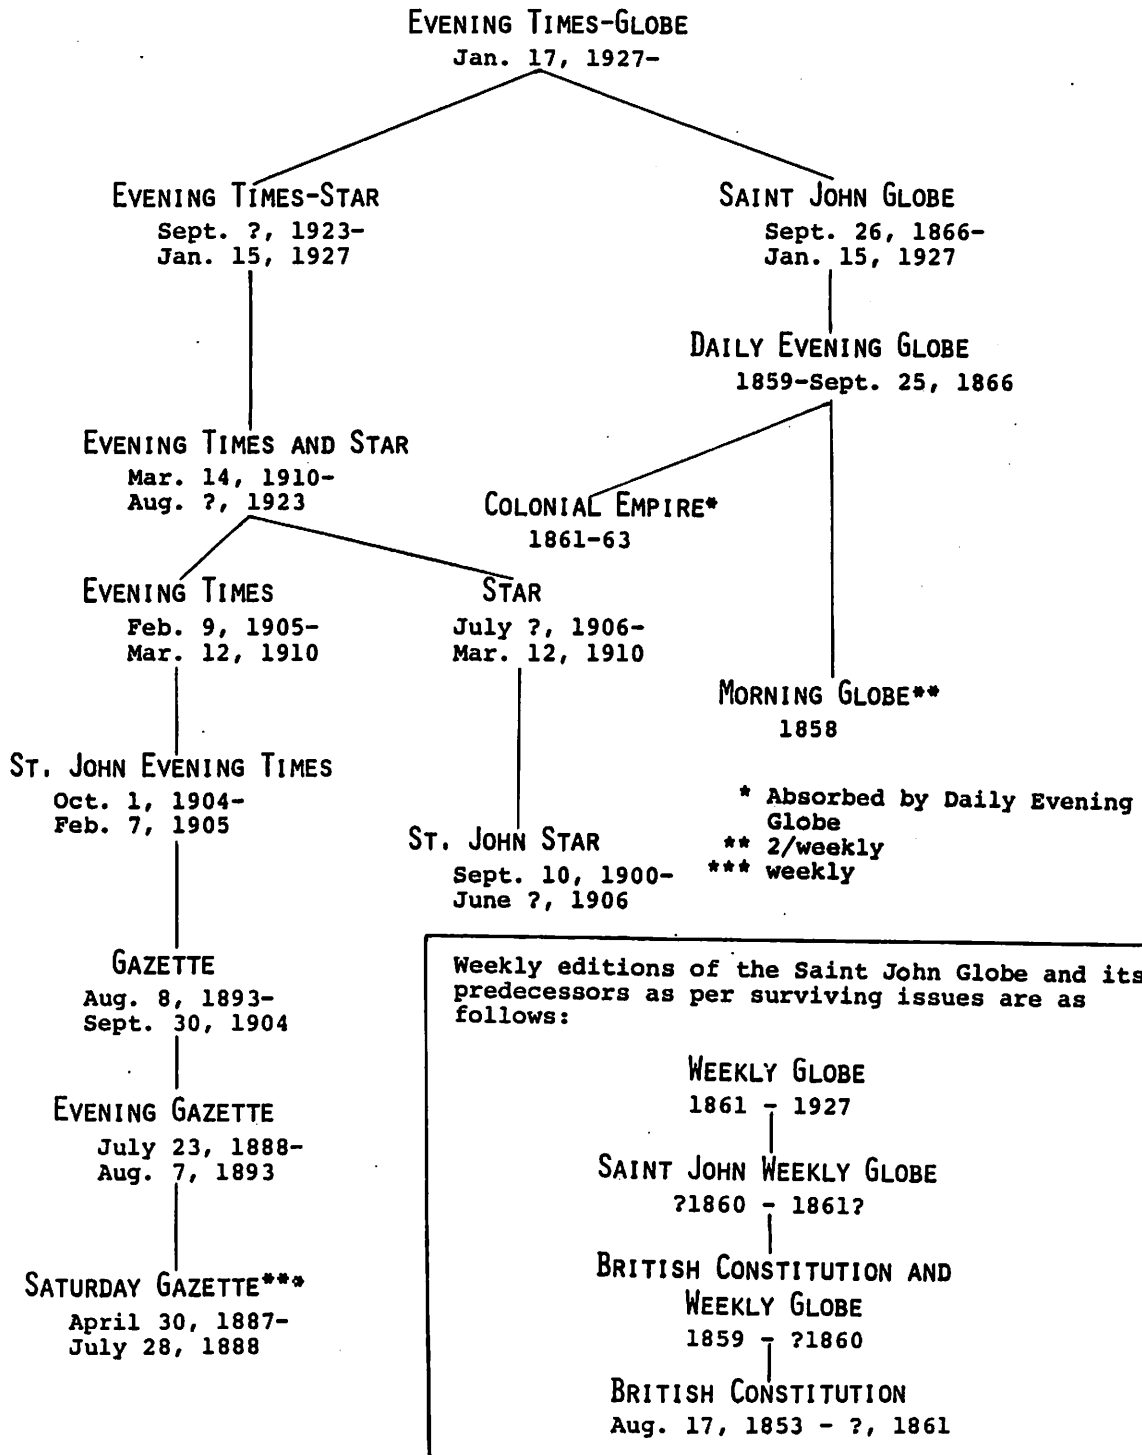 EVENING TIMES-GLOBE
Jan. 17, 1927-
EVENING TIMES-STAR
Sept. ?, 1923-
Jan. 15, 1927
SAINT JOHN GLOBE
Sept. 26, 1866-
Jan. 15, 1927
DAILY EVENING GLOBE
1859-Sept. 25, 1866
EVENING TIMES AND STAR
Mar. 14, 1910-
Aug. ?, 1923
COLONIAL EMPIRE*
1861-63
EVENING TIMES
Feb. 9, 1905-
Mar. 12, 1910
STAR
July ?, 1906-
Mar. 12, 1910
MORNING GLOBE**
1858
ST. JOHN EVENING TIMES
Oct. 1, 1904-
Feb. 7, 1905
ST. JOHN STAR
Sept. 10, 1900-
June ?, 1906
* Absorbed by Daily Evening
Globe
** 2/weekly
*** weekly
GAZETTE
Aug. 8, 1893-
Sept. 30, 1904
EVENING GAZETTE
July 23, 1888-
Aug. 7, 1893
SATURDAY GAZETTE***
April 30, 1887-
July 28, 1888
Weekly editions of the Saint John Globe and its
predecessors as per surviving issues are as
follows:
WEEKLY GLOBE
1861 - 1927
SAINT JOHN WEEKLY GLOBE
?1860 - 1861?
BRITISH CONSTITUTION AND
WEEKLY GLOBE
1859 - ?1860
BRITISH CONSTITUTION
Aug. 17, 1853 - ?, 1861